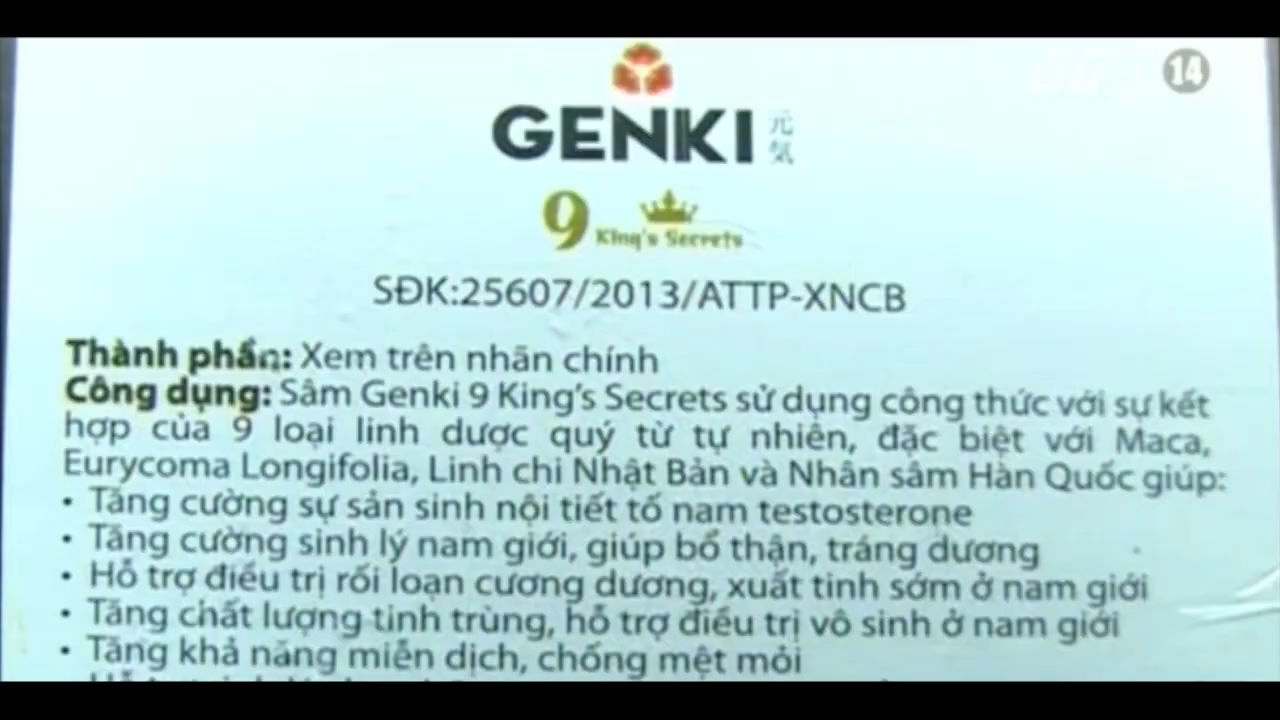 14
GENKI
元
気
9 King's Secrets
SĐK:25607/2013/ATTP-XNCB
Thành phần: Xem trên nhãn chính
Công dụng: Sâm Genki 9 King's Secrets sử dụng công thức với sự kết
hợp của 9 loại linh dược quý từ tự nhiên, đặc biệt với Maca,
Eurycoma Longifolia, Linh chi Nhật Bản và Nhân sâm Hàn Quốc giúp:
• Tăng cường sự sản sinh nội tiết tố nam testosterone
• Tăng cường sinh lý nam giới, giúp bổ thận, tráng dương
• Hỗ trợ điều trị rối loạn cương dương, xuất tinh sớm ở nam giới
• Tăng chất lượng tinh trùng, hỗ trợ điều trị vô sinh ở nam giới
• Tăng khả năng miễn dịch, chống mệt mỏi